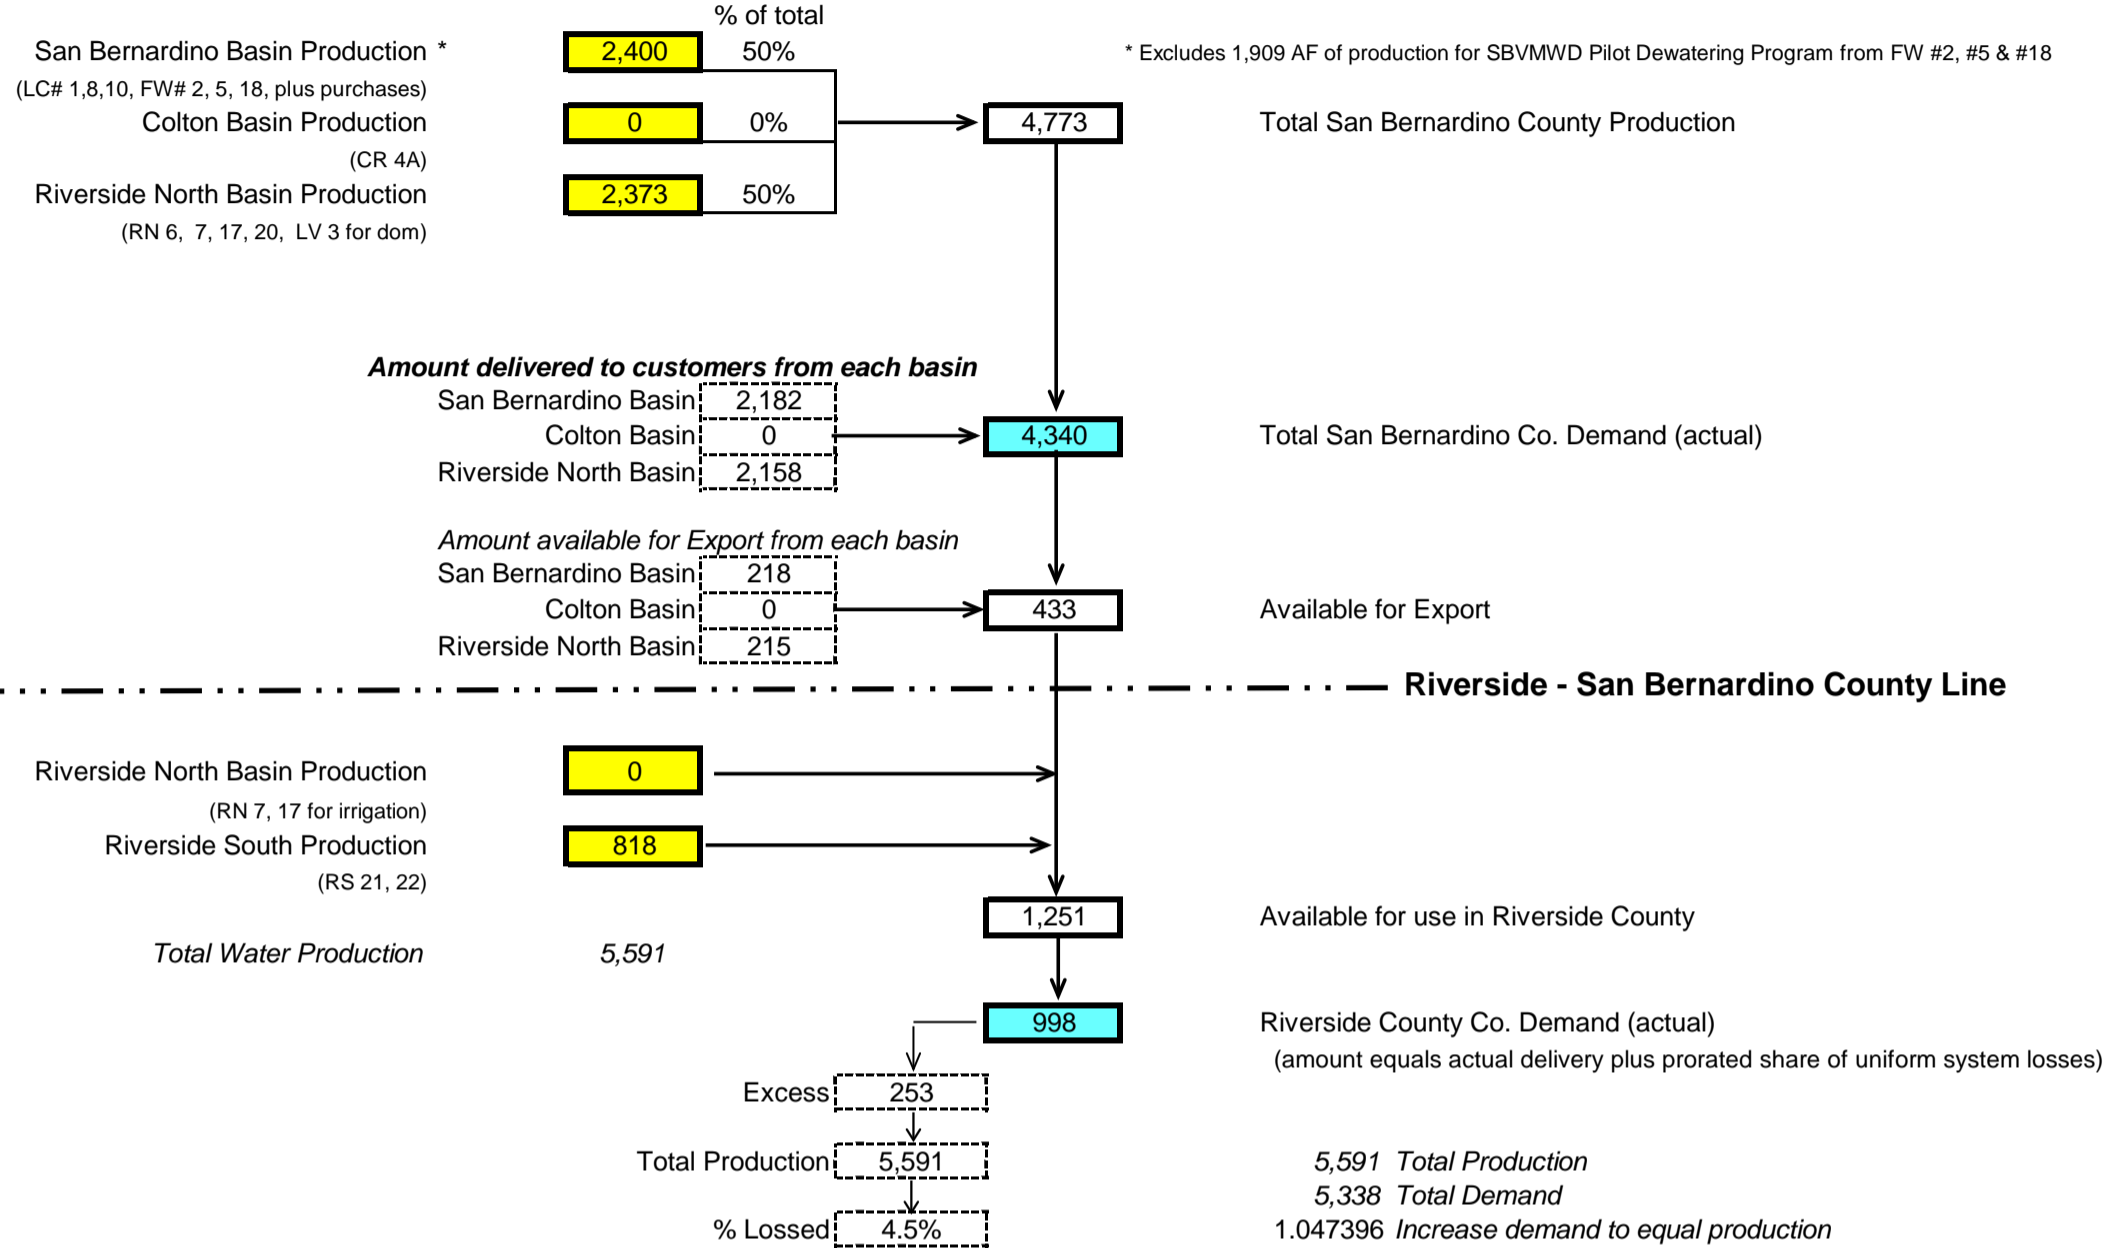 % of total
San Bernardino Basin Production * 2,400 50% * Excludes 1,909 AF of production for SBVMWD Pilot Dewatering Program from FW #2, #5 & #18
(LC# 1,8,10, FW# 2, 5, 18, plus purchases)
Colton Basin Production 0 0% 4,773 Total San Bernardino County Production
(CR 4A)
Riverside North Basin Production 2,373 50%
(RN 6, 7, 17, 20, LV 3 for dom)
Amount delivered to customers from each basin
San Bernardino Basin 2,182
Colton Basin 0 4,340 Total San Bernardino Co. Demand (actual)
Riverside North Basin 2,158
Amount available for Export from each basin
San Bernardino Basin 218
Colton Basin 0 433 Available for Export
Riverside North Basin 215
Riverside - San Bernardino County Line
Riverside North Basin Production 0
(RN 7, 17 for irrigation)
Riverside South Production 818
(RS 21, 22)
1,251 Available for use in Riverside County
Total Water Production 5,591
998 Riverside County Co. Demand (actual)
(amount equals actual delivery plus prorated share of uniform system losses)
Excess 253
Total Production 5,591 5,591 Total Production
5,338 Total Demand
% Lossed 4.5% 1.047396 Increase demand to equal production